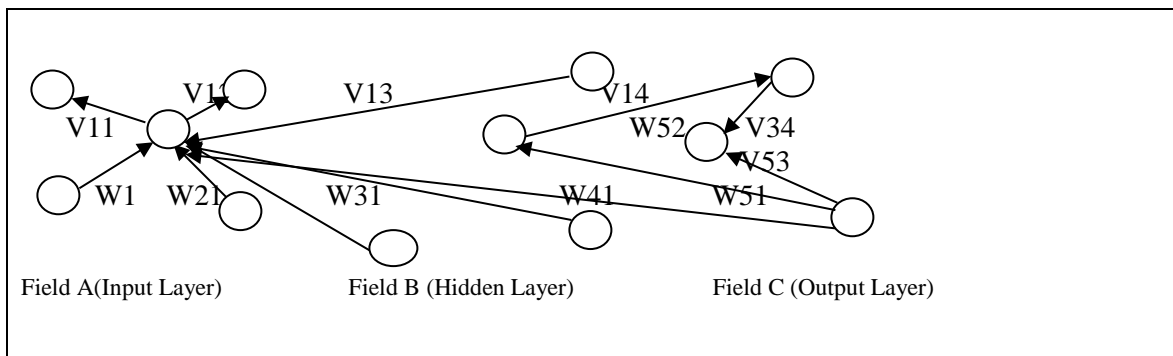 V12 V13 V14
V11 W52 V34
V53
W1 W21 W31 W41 W51
Field A(Input Layer) Field B (Hidden Layer) Field C (Output Layer)